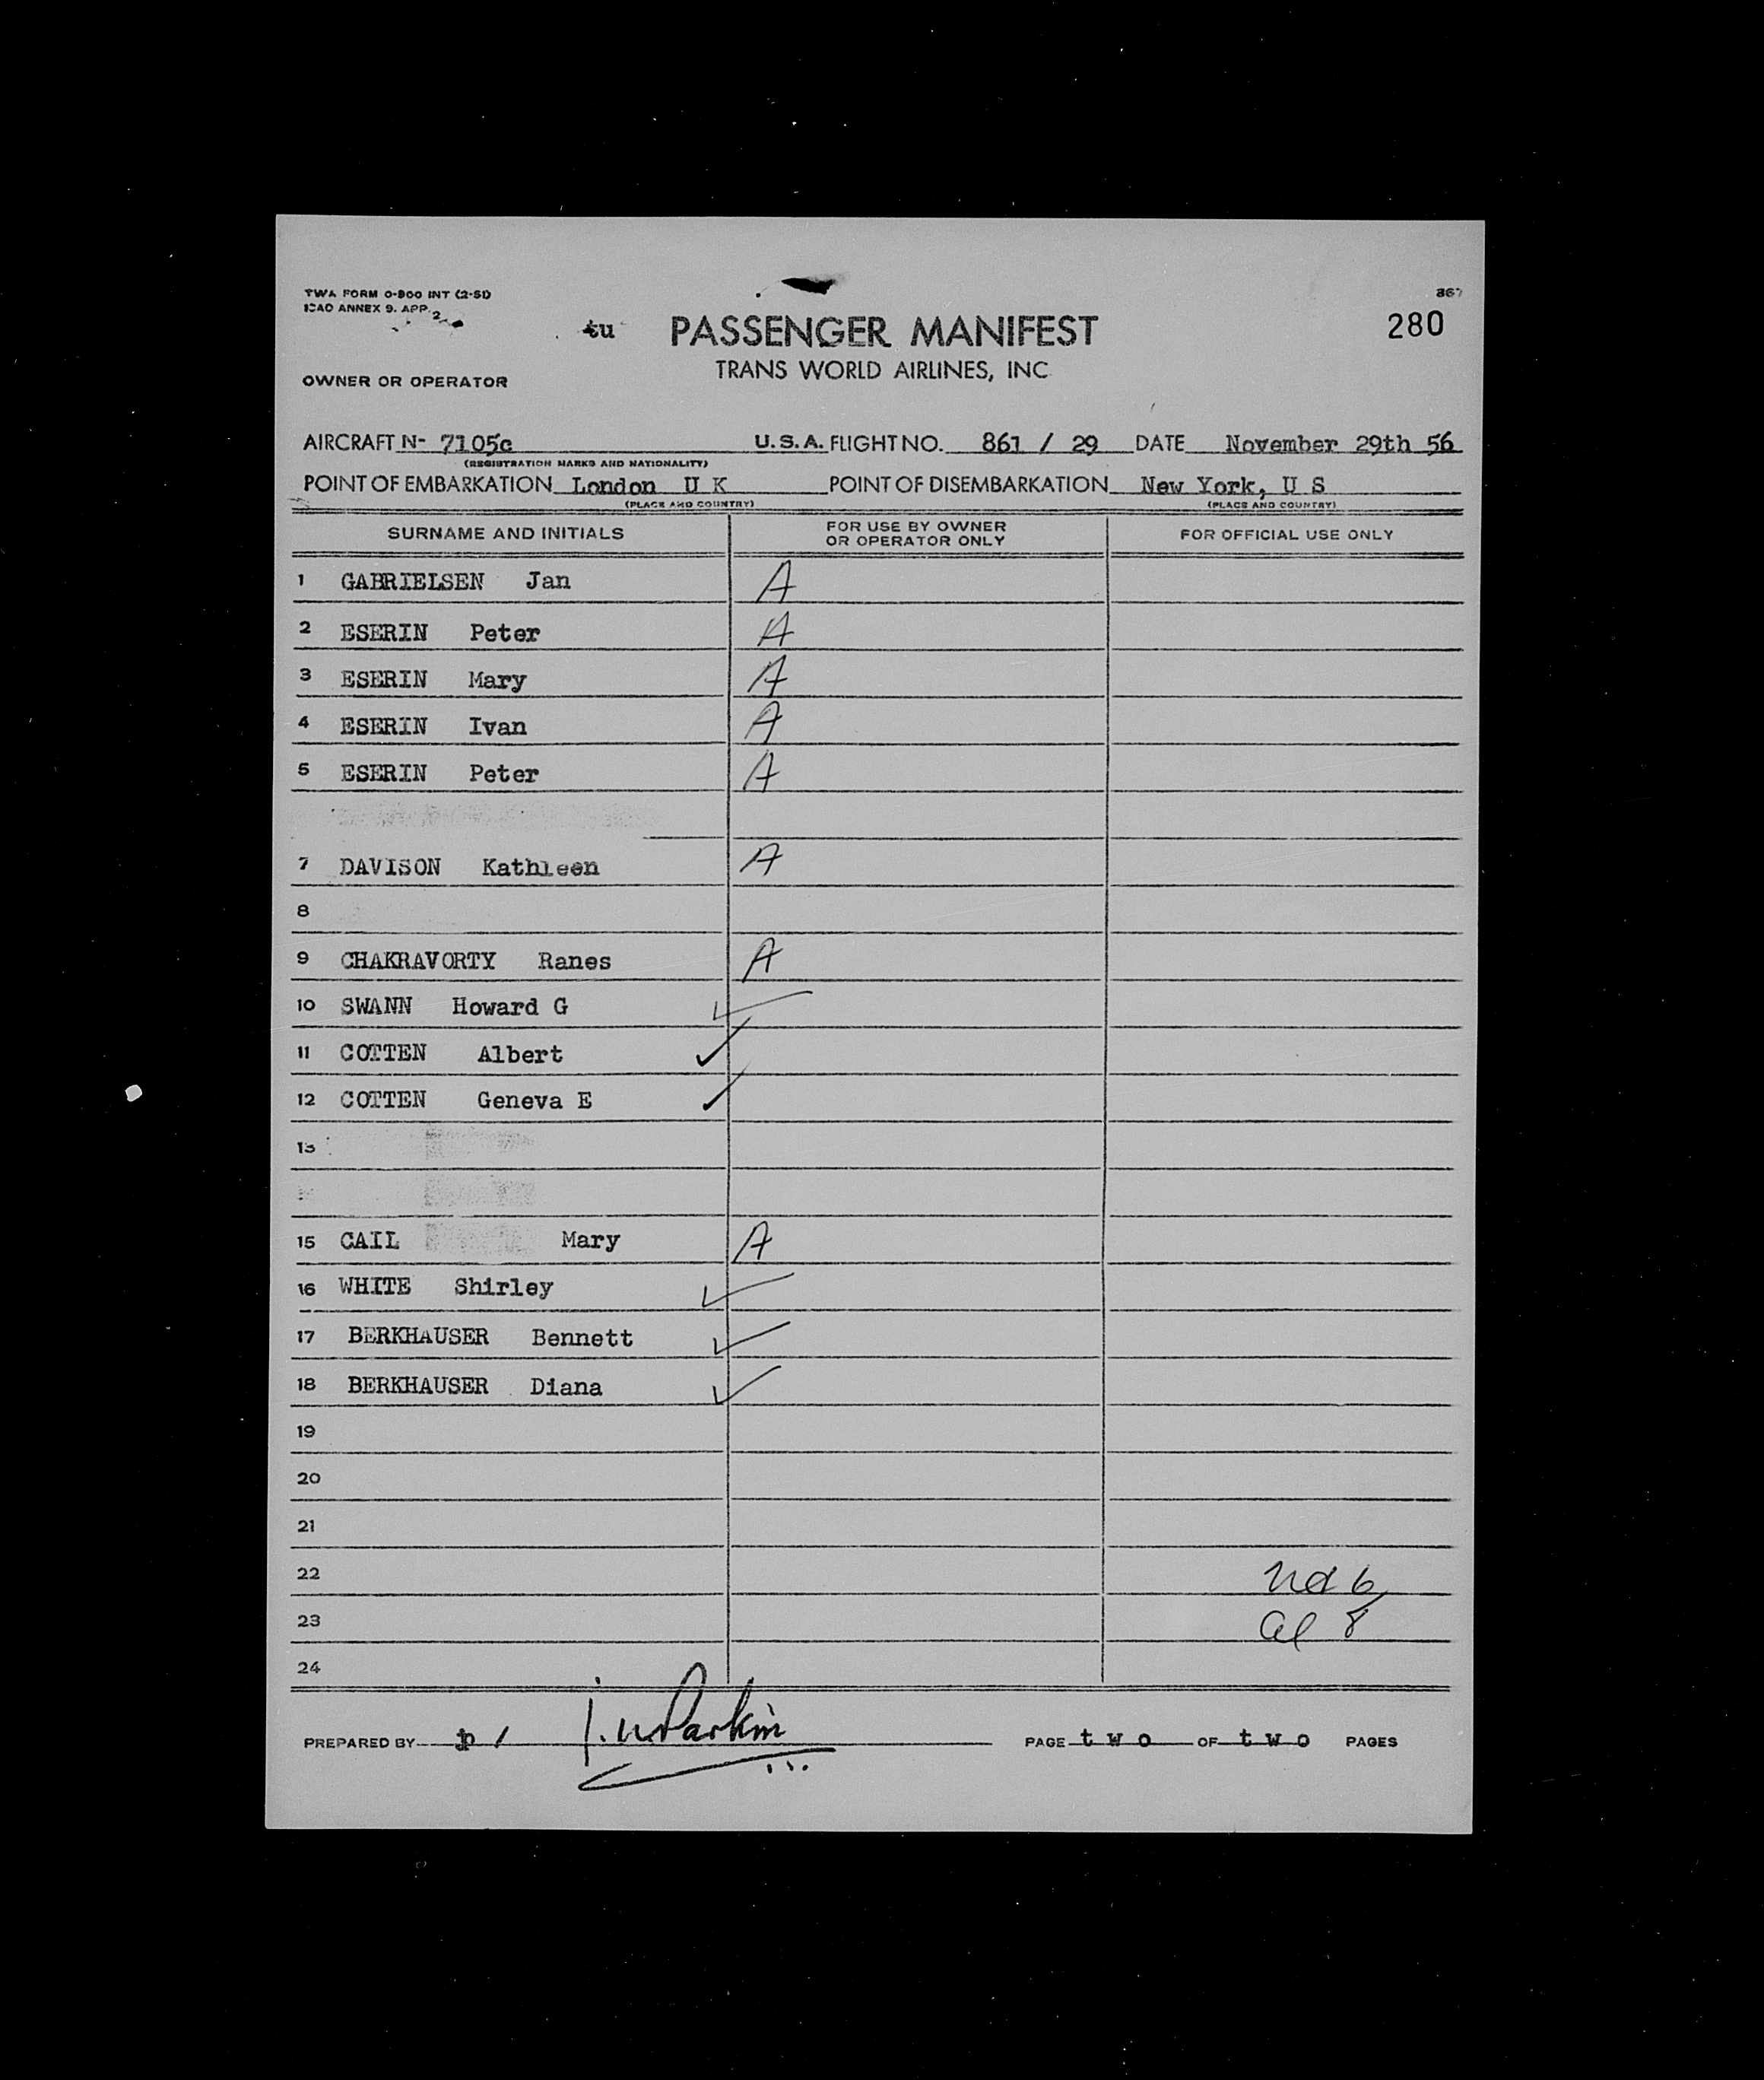 TWA FORM 0-900 INT (2-51)
ICAO ANNEX 9. APP. 2
867
tu PASSENGER MANIFEST 280
TRANS WORLD AIRLINES, INC
OWNER OR OPERATOR
AIRCRAFT N- 7105c U.S.A. FLIGHT NO. 861 / 29 DATE November 29th 56
(REGISTRATION MARKS AND NATIONALITY)
POINT OF EMBARKATION London U K POINT OF DISEMBARKATION New York, U S
(PLACE AND COUNTRY) (PLACE AND COUNTRY)
SURNAME AND INITIALS FOR USE BY OWNER OR OPERATOR ONLY FOR OFFICIAL USE ONLY
1 GABRIELSEN Jan A
2 ESERIN Peter A
3 ESERIN Mary A
4 ESERIN Ivan A
5 ESERIN Peter A
7 DAVISON Kathleen A
8
9 CHAKRAVORTY Ranes A
10 SWANN Howard G ✓
11 COTTEN Albert ✓
12 COTTEN Geneva E ✓
13
15 CAIL Mary A
16 WHITE Shirley ✓
17 BERKHAUSER Bennett ✓
18 BERKHAUSER Diana ✓
19
20
21
22
23 al 8
24
PREPARED BY p / PAGE two OF two PAGES